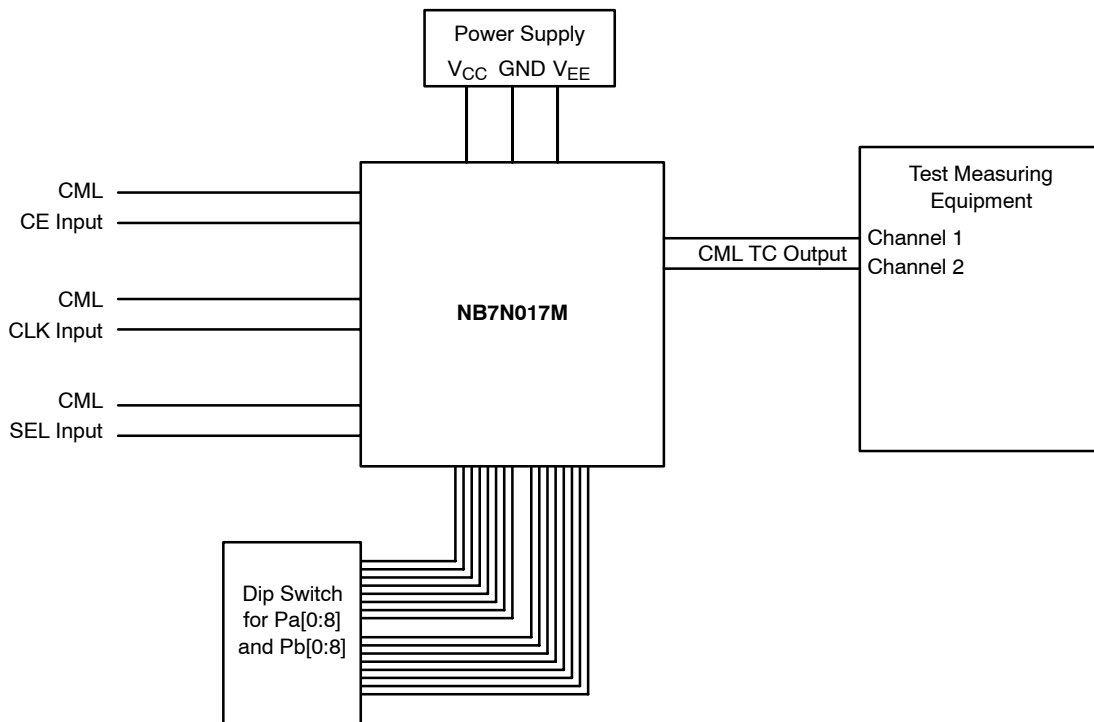 Power Supply
VCC GND VEE
CML
CE Input
CML
CLK Input
CML
SEL Input
NB7N017M
CML TC Output
Test Measuring
Equipment
Channel 1
Channel 2
Dip Switch
for Pa[0:8]
and Pb[0:8]